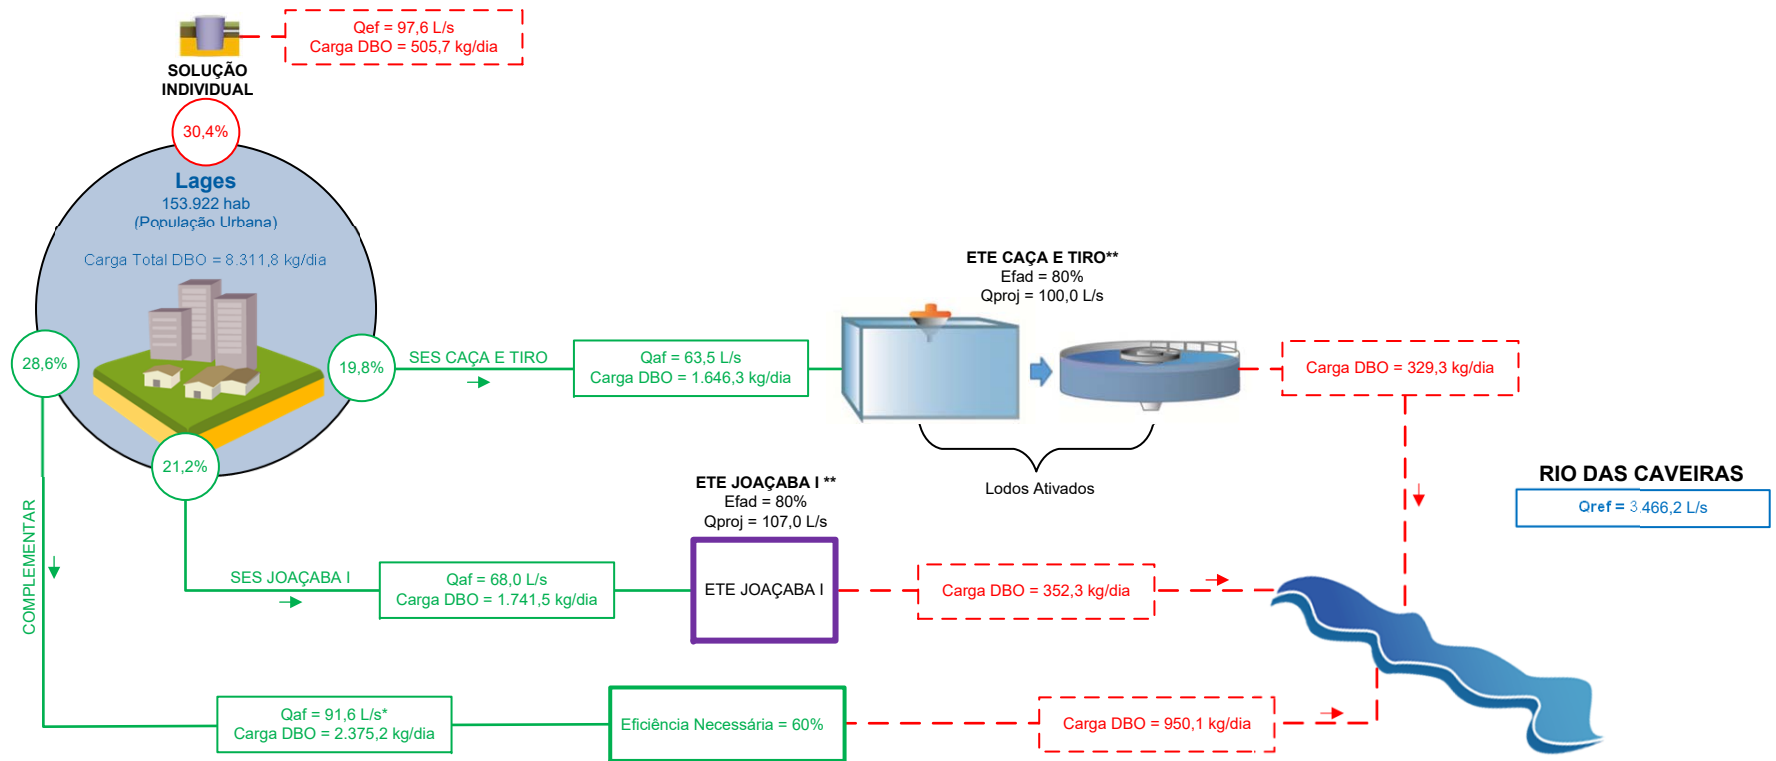 Qef = 97,6 L/s
Carga DBO = 505,7 kg/dia
SOLUÇÃO
INDIVIDUAL
30,4%
Lages
153.922 hab
(População Urbana)
Carga Total DBO = 8.311,8 kg/dia
28,6%
19,8%
21,2%
SES CAÇA E TIRO
Qaf = 63,5 L/s
Carga DBO = 1.646,3 kg/dia
ETE CAÇA E TIRO**
Efad = 80%
Qproj = 100,0 L/s
Lodos Ativados
Carga DBO = 329,3 kg/dia
RIO DAS CAVEIRAS
Qref = 3.466,2 L/s
SES JOAÇABA I
Qaf = 68,0 L/s
Carga DBO = 1.741,5 kg/dia
ETE JOAÇABA I **
Efad = 80%
Qproj = 107,0 L/s
ETE JOAÇABA I
Carga DBO = 352,3 kg/dia
COMPLEMENTAR
Qaf = 91,6 L/s*
Carga DBO = 2.375,2 kg/dia
Eficiência Necessária = 60%
Carga DBO = 950,1 kg/dia